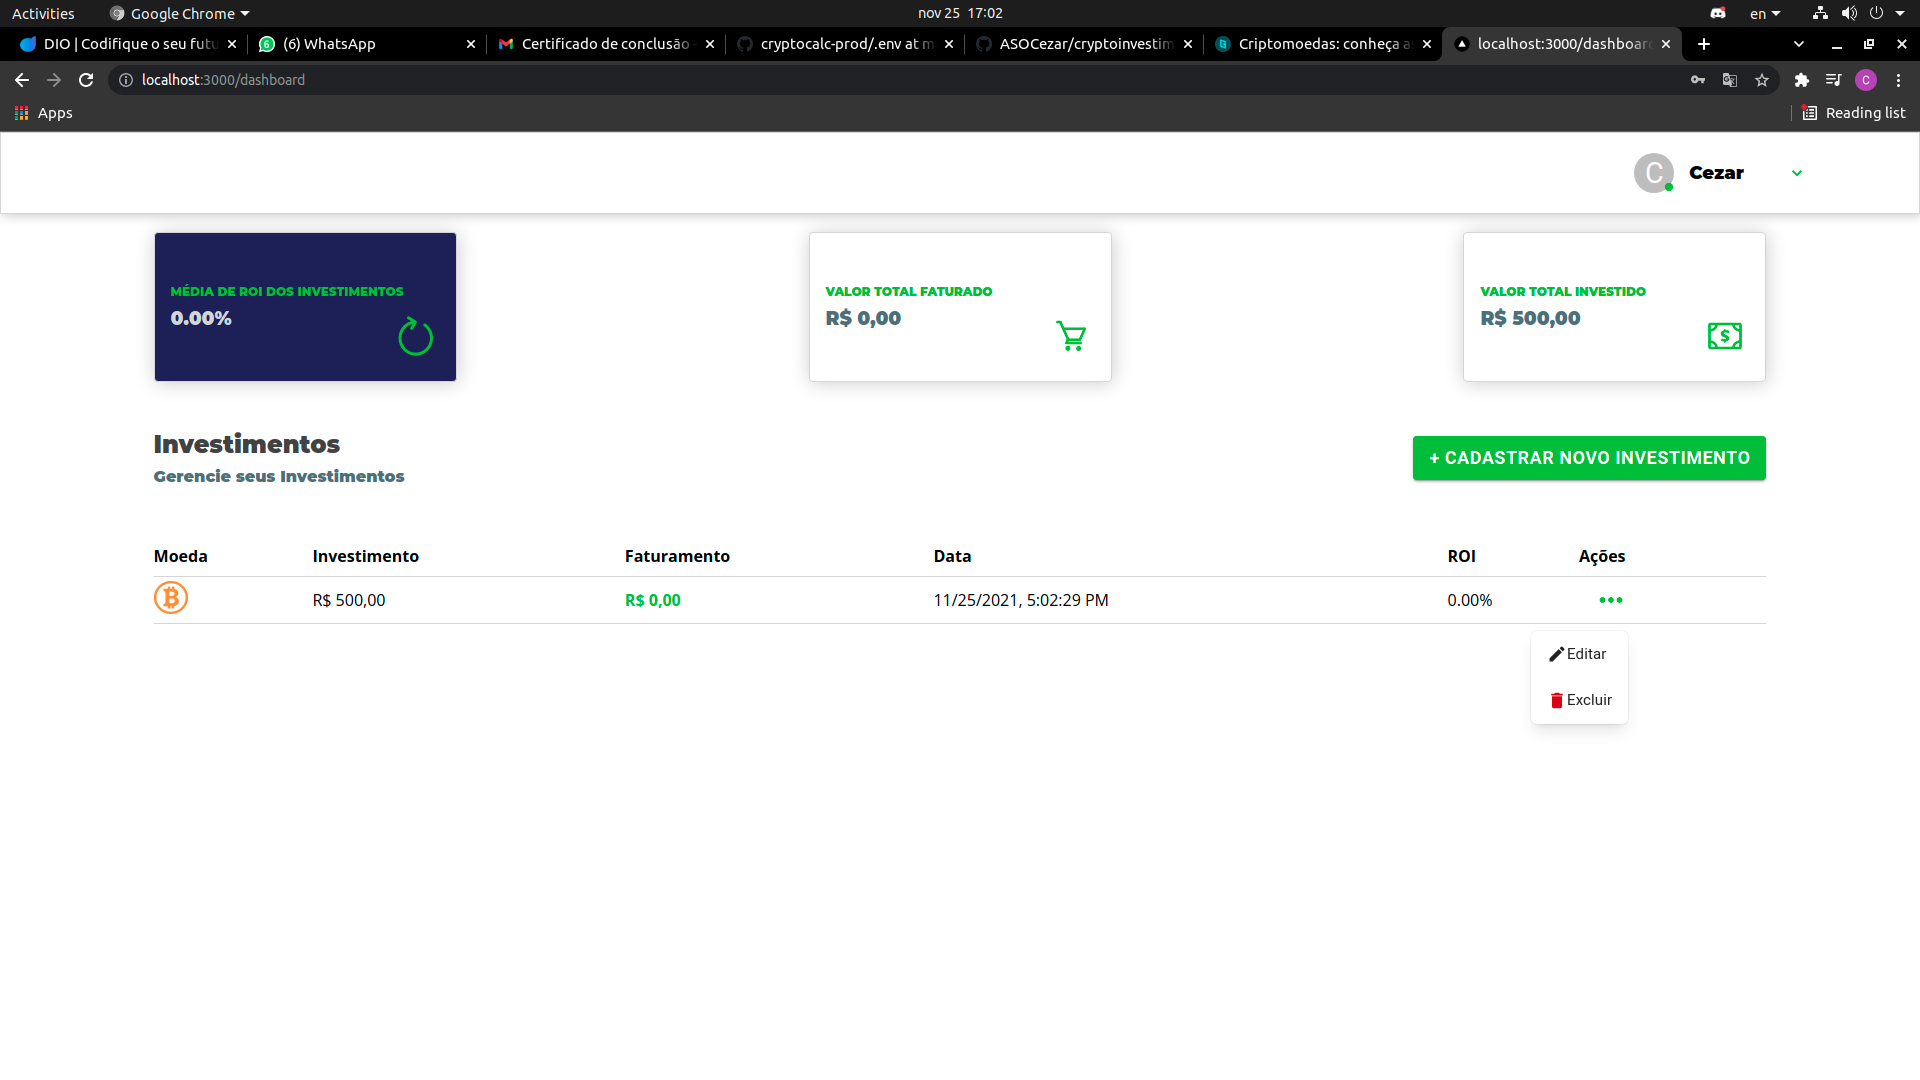 Activities Google Chrome nov 25 17:02 en
DIO | Codifique o seu futu (6) WhatsApp Certificado de conclusão cryptocalc-prod/.env at m ASOCezar/cryptoinvestim Criptomoedas: conheça a localhost:3000/dashboar
localhost:3000/dashboard C
Apps Reading list
C Cezar
MÉDIA DE ROI DOS INVESTIMENTOS
0.00%
VALOR TOTAL FATURADO
R$ 0,00
VALOR TOTAL INVESTIDO
R$ 500,00
Investimentos
Gerencie seus Investimentos
+ CADASTRAR NOVO INVESTIMENTO
Moeda Investimento Faturamento Data ROI Ações
R$ 500,00 R$ 0,00 11/25/2021, 5:02:29 PM 0.00%
Editar
Excluir